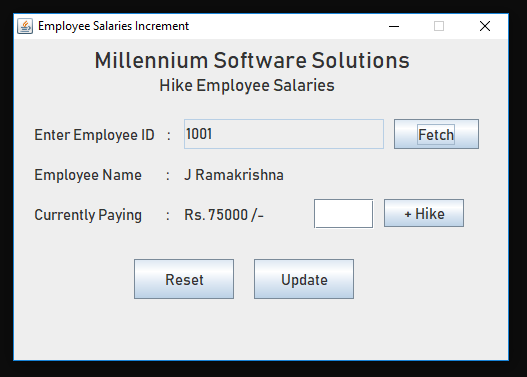 Employee Salaries Increment
Millennium Software Solutions
Hike Employee Salaries
Enter Employee ID : 1001 Fetch
Employee Name : J Ramakrishna
Currently Paying : Rs. 75000 /- + Hike
Reset Update